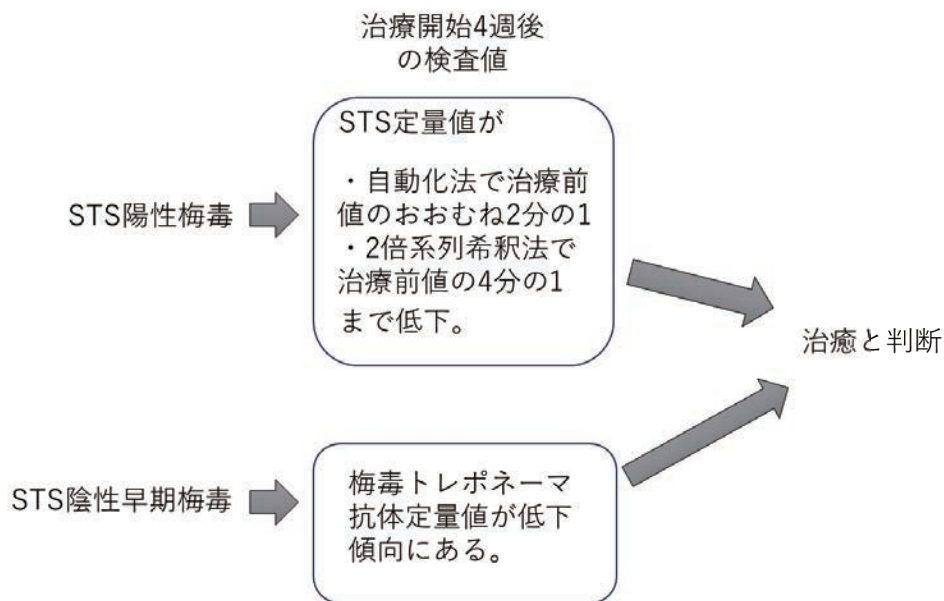 治療開始4週後
の検査値
STS定量値が
・自動化法で治療前
値のおおむね2分の1
・2倍系列希釈法で
治療前値の4分の1
まで低下。
STS陽性梅毒
治癒と判断
STS陰性早期梅毒
梅毒トレポネーマ
抗体定量値が低下
傾向にある。